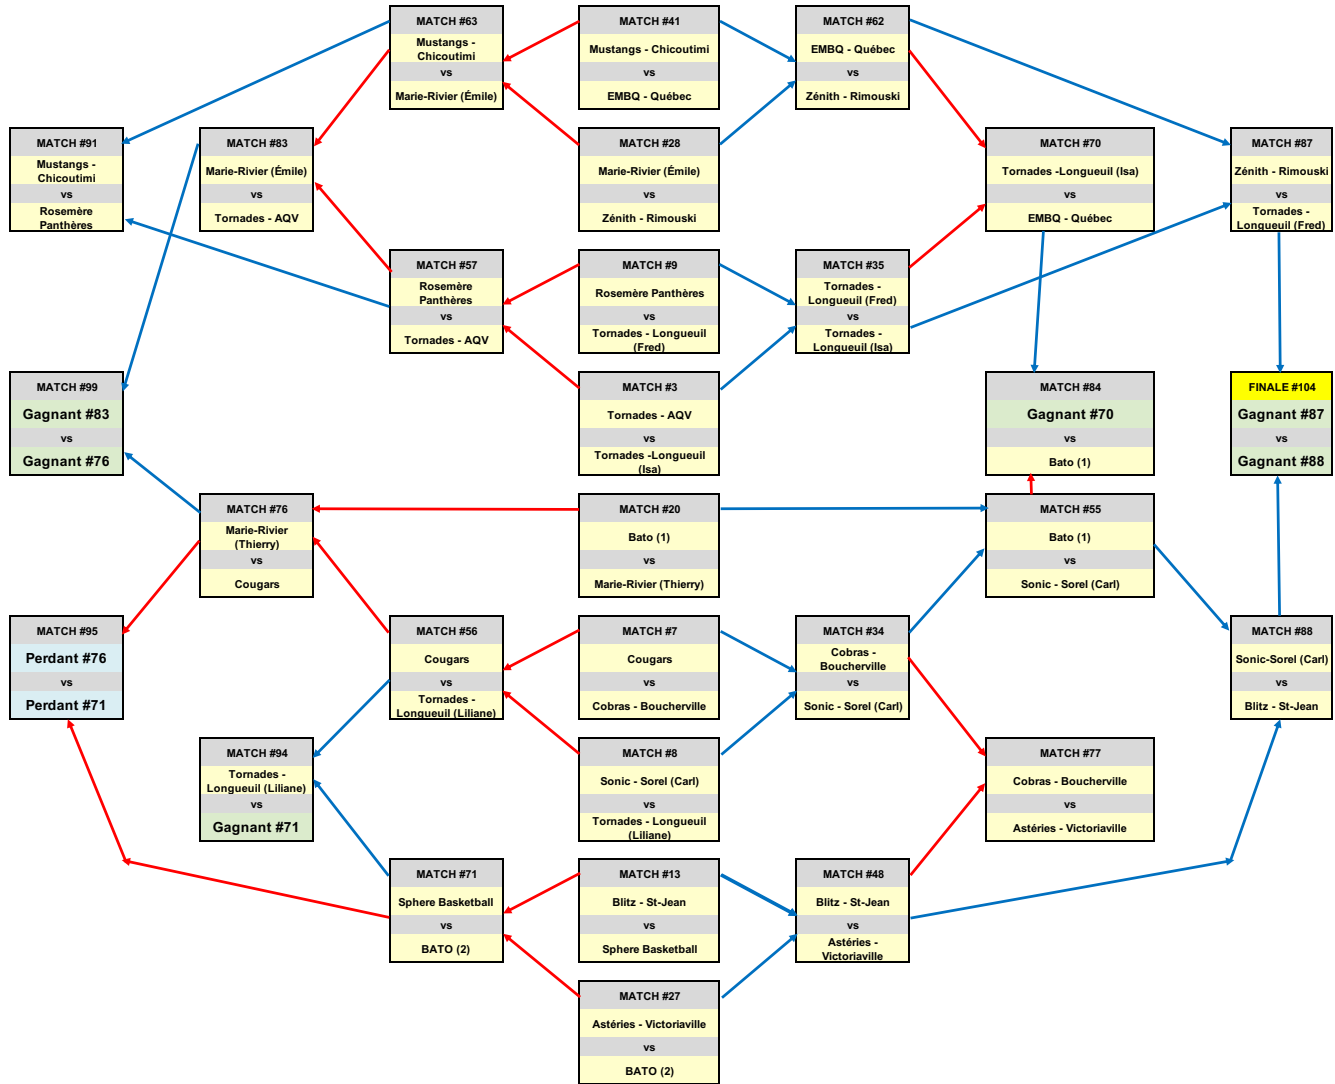 MATCH #63
Mustangs -
Chicoutimi
vs
Marie-Rivier (Émile)
MATCH #41
Mustangs - Chicoutimi
vs
EMBQ - Québec
MATCH #62
EMBQ - Québec
vs
Zénith - Rimouski
MATCH #91
Mustangs -
Chicoutimi
vs
Rosemère
Panthères
MATCH #83
Marie-Rivier (Émile)
vs
Tornades - AQV
MATCH #28
Marie-Rivier (Émile)
vs
Zénith - Rimouski
MATCH #70
Tornades -Longueuil (Isa)
vs
EMBQ - Québec
MATCH #87
Zénith - Rimouski
vs
Tornades -
Longueuil (Fred)
MATCH #57
Rosemère
Panthères
vs
Tornades - AQV
MATCH #9
Rosemère Panthères
vs
Tornades - Longueuil
(Fred)
MATCH #35
Tornades -
Longueuil (Fred)
vs
Tornades -
Longueuil (Isa)
MATCH #99
Gagnant #83
vs
Gagnant #76
MATCH #3
Tornades - AQV
vs
Tornades -Longueuil
(Isa)
MATCH #84
Gagnant #70
vs
Bato (1)
FINALE #104
Gagnant #87
vs
Gagnant #88
MATCH #76
Marie-Rivier
(Thierry)
vs
Cougars
MATCH #20
Bato (1)
vs
Marie-Rivier (Thierry)
MATCH #55
Bato (1)
vs
Sonic - Sorel (Carl)
MATCH #95
Perdant #76
vs
Perdant #71
MATCH #56
Cougars
vs
Tornades -
Longueuil (Liliane)
MATCH #7
Cougars
vs
Cobras - Boucherville
MATCH #34
Cobras -
Boucherville
vs
Sonic - Sorel (Carl)
MATCH #88
Sonic-Sorel (Carl)
vs
Blitz - St-Jean
MATCH #94
Tornades -
Longueuil (Liliane)
vs
Gagnant #71
MATCH #8
Sonic - Sorel (Carl)
vs
Tornades - Longueuil
(Liliane)
MATCH #77
Cobras - Boucherville
vs
Astéries - Victoriaville
MATCH #71
Sphere Basketball
vs
BATO (2)
MATCH #13
Blitz - St-Jean
vs
Sphere Basketball
MATCH #48
Blitz - St-Jean
vs
Astéries -
Victoriaville
MATCH #27
Astéries - Victoriaville
vs
BATO (2)